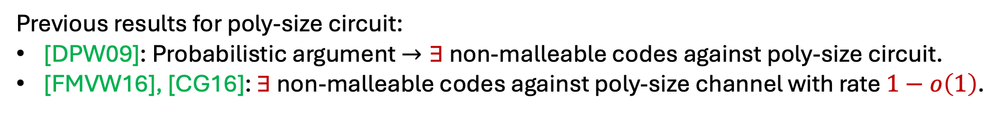 Previous results for poly-size circuit:
• [DPW09]: Probabilistic argument → ∃ non-malleable codes against poly-size circuit.
• [FMVW16], [CG16]: ∃ non-malleable codes against poly-size channel with rate 1 − o(1).